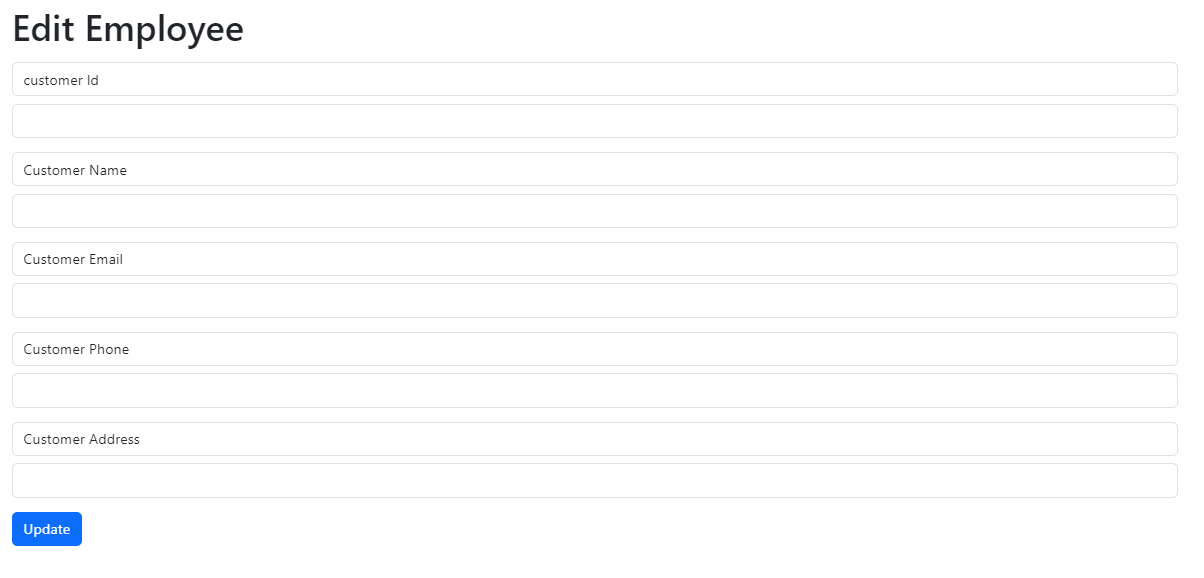 Edit Employee
customer Id
Customer Name
Customer Email
Customer Phone
Customer Address
Update